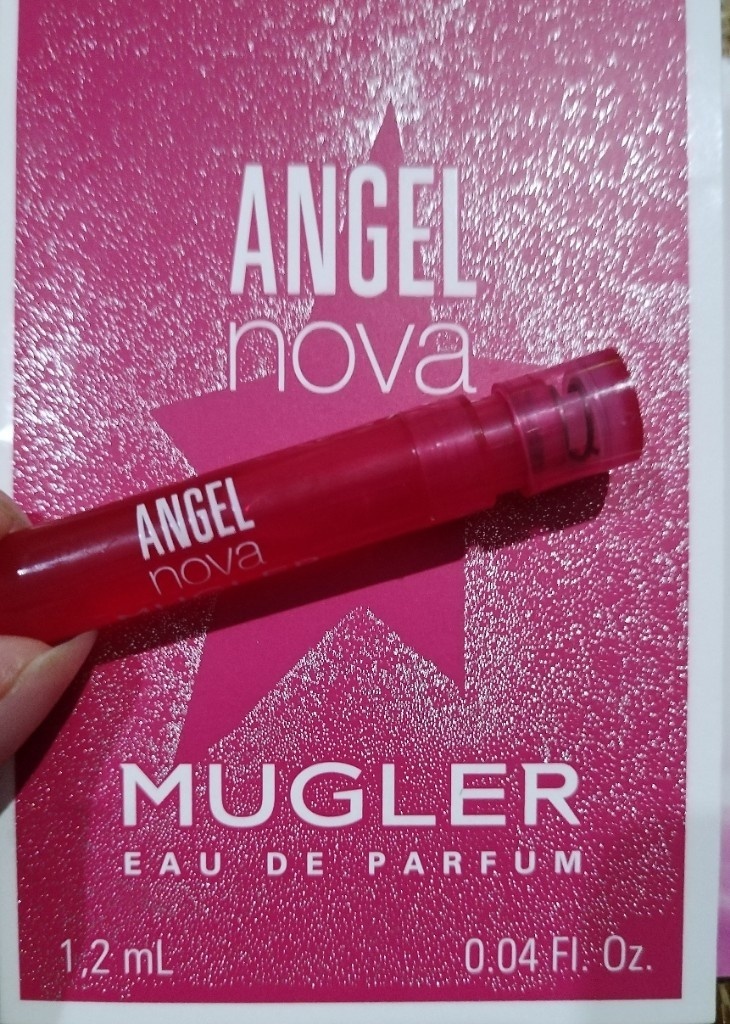 ANGEL
nova
ANGEL
nova
MUGLER
EAU DE PARFUM
1,2 mL
0.04 Fl. Oz.